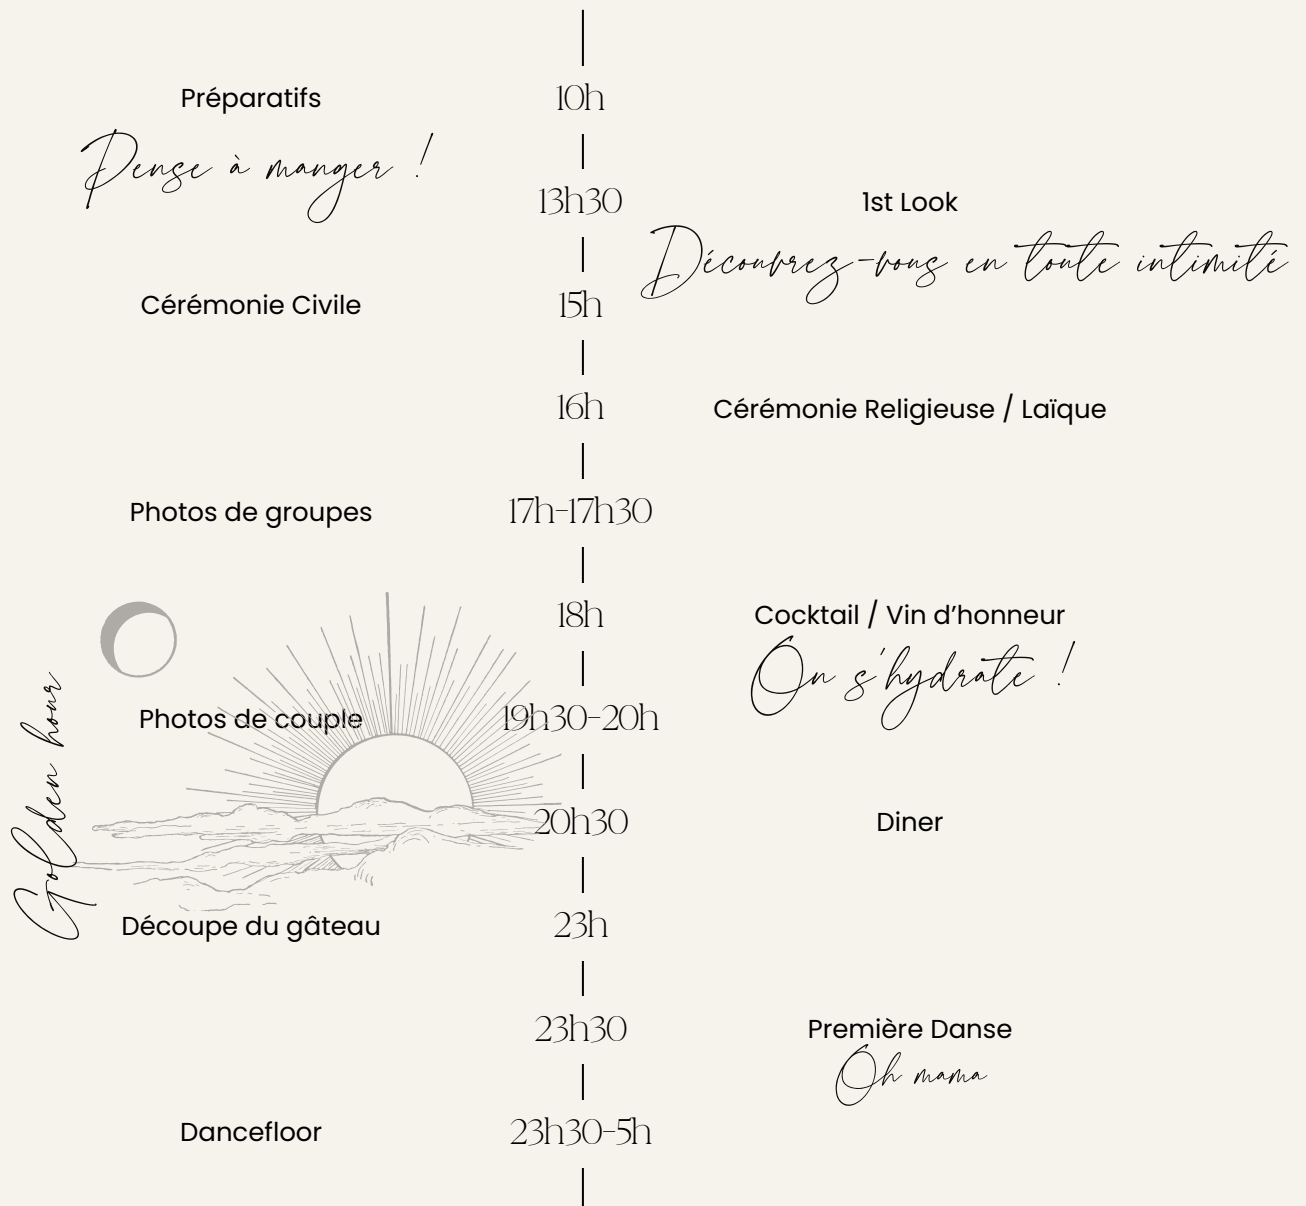 Préparatifs
10h
Pense à manger !
13h30
1st Look
Découvrez-vous en toute intimité
Cérémonie Civile
15h
16h
Cérémonie Religieuse / Laïque
Photos de groupes
17h-17h30
18h
Cocktail / Vin d’honneur
On s'hydrate !
Golden hour
Photos de couple
19h30-20h
20h30
Diner
Découpe du gâteau
23h
23h30
Première Danse
Oh mama
Dancefloor
23h30-5h